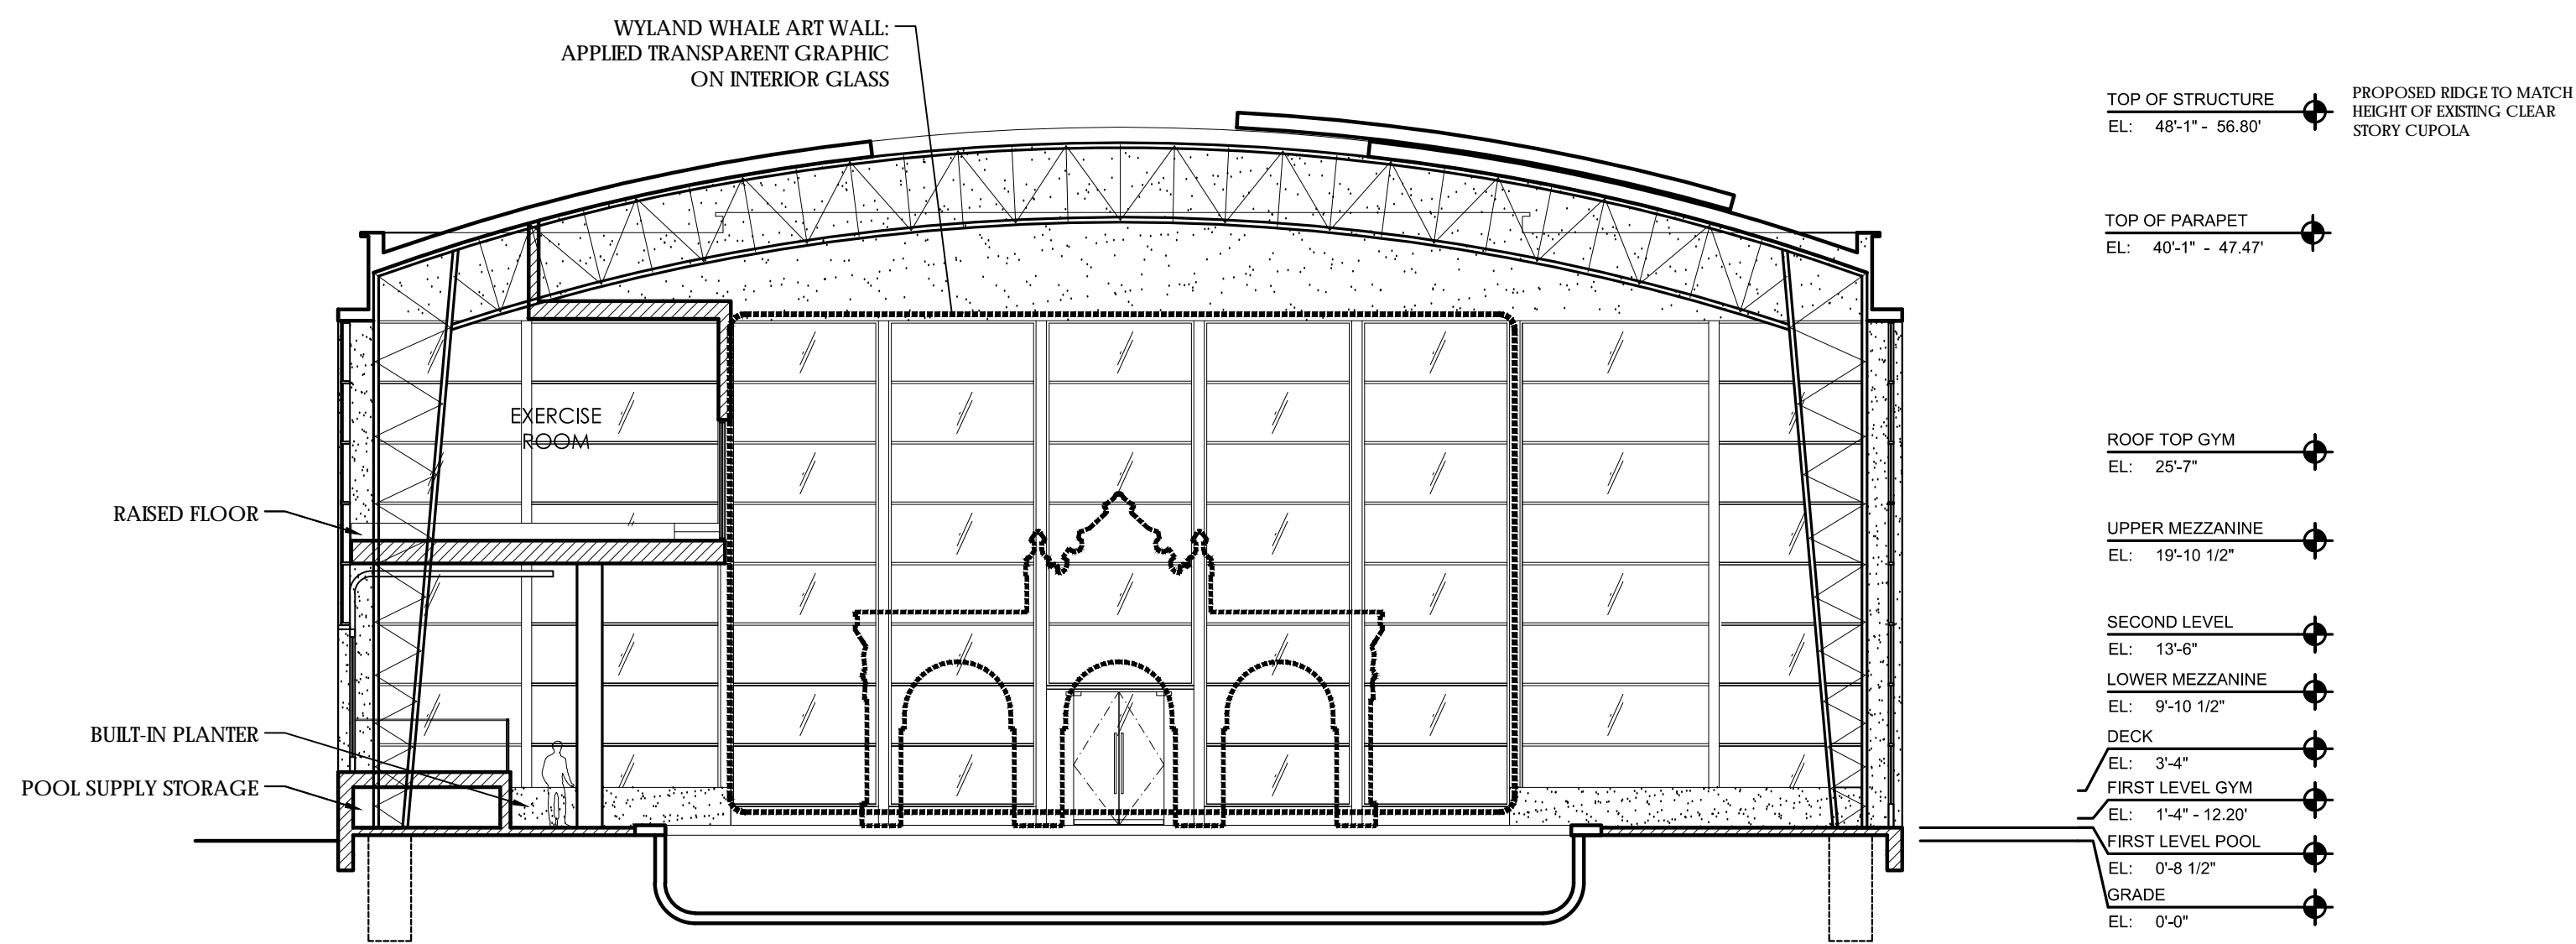 WYLAND WHALE ART WALL:
APPLIED TRANSPARENT GRAPHIC
ON INTERIOR GLASS
EXERCISE
ROOM
RAISED FLOOR
BUILT-IN PLANTER
POOL SUPPLY STORAGE
TOP OF STRUCTURE
EL: 48'-1" - 56.80'
PROPOSED RIDGE TO MATCH
HEIGHT OF EXISTING CLEAR
STORY CUPOLA
TOP OF PARAPET
EL: 40'-1" - 47.47'
ROOF TOP GYM
EL: 25'-7"
UPPER MEZZANINE
EL: 19'-10 1/2"
SECOND LEVEL
EL: 13'-6"
LOWER MEZZANINE
EL: 9'-10 1/2"
DECK
EL: 3'-4"
FIRST LEVEL GYM
EL: 1'-4" - 12.20'
FIRST LEVEL POOL
EL: 0'-8 1/2"
GRADE
EL: 0'-0"